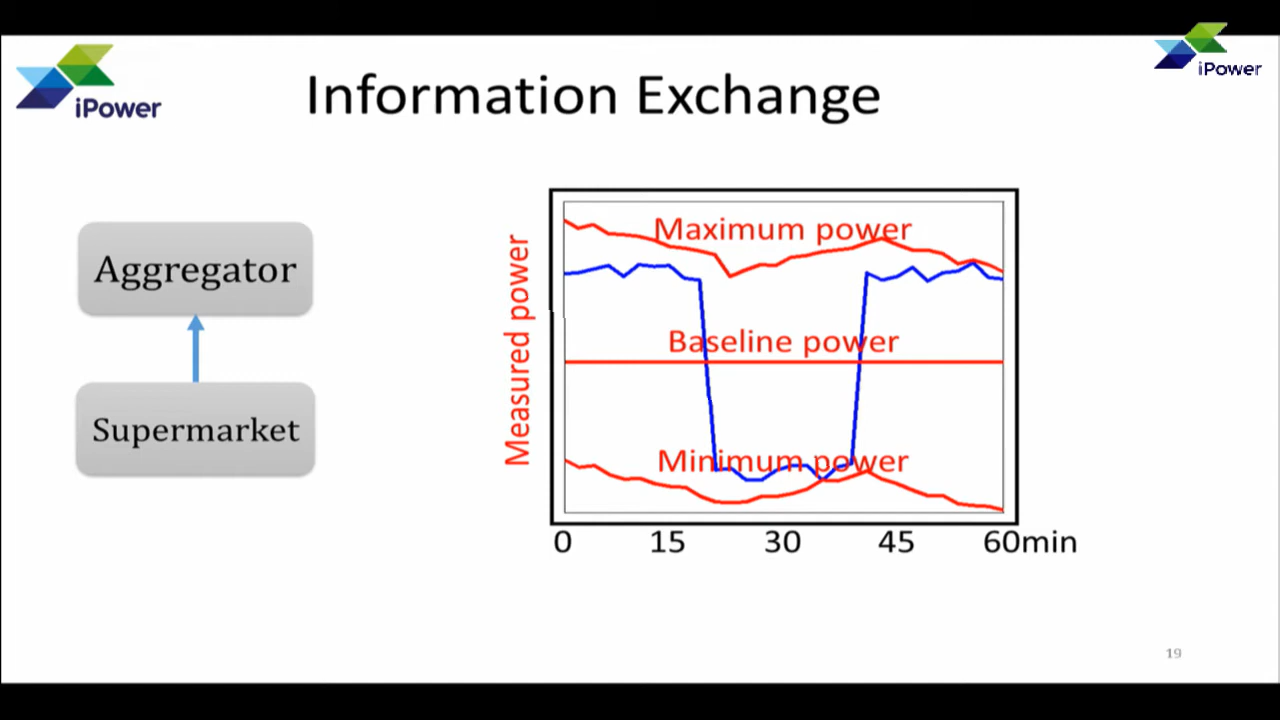 iPower
iPower
Information Exchange
Aggregator
Supermarket
Measured power
Maximum power
Baseline power
Minimum power
0 15 30 45 60min
19